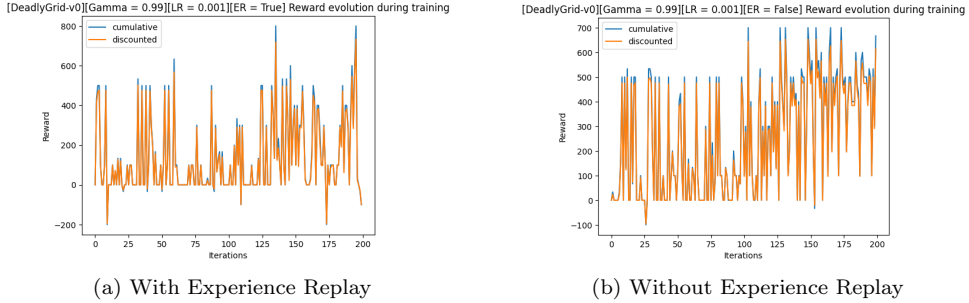 [DeadlyGrid-v0][Gamma = 0.99][LR = 0.001][ER = True] Reward evolution during training
800
600
400
200
0
−200
Reward
cumulative
discounted
0 25 50 75 100 125 150 175 200
Iterations
(a) With Experience Replay
[DeadlyGrid-v0][Gamma = 0.99][LR = 0.001][ER = False] Reward evolution during training
700
600
500
400
300
200
100
0
−100
Reward
cumulative
discounted
0 25 50 75 100 125 150 175 200
Iterations
(b) Without Experience Replay